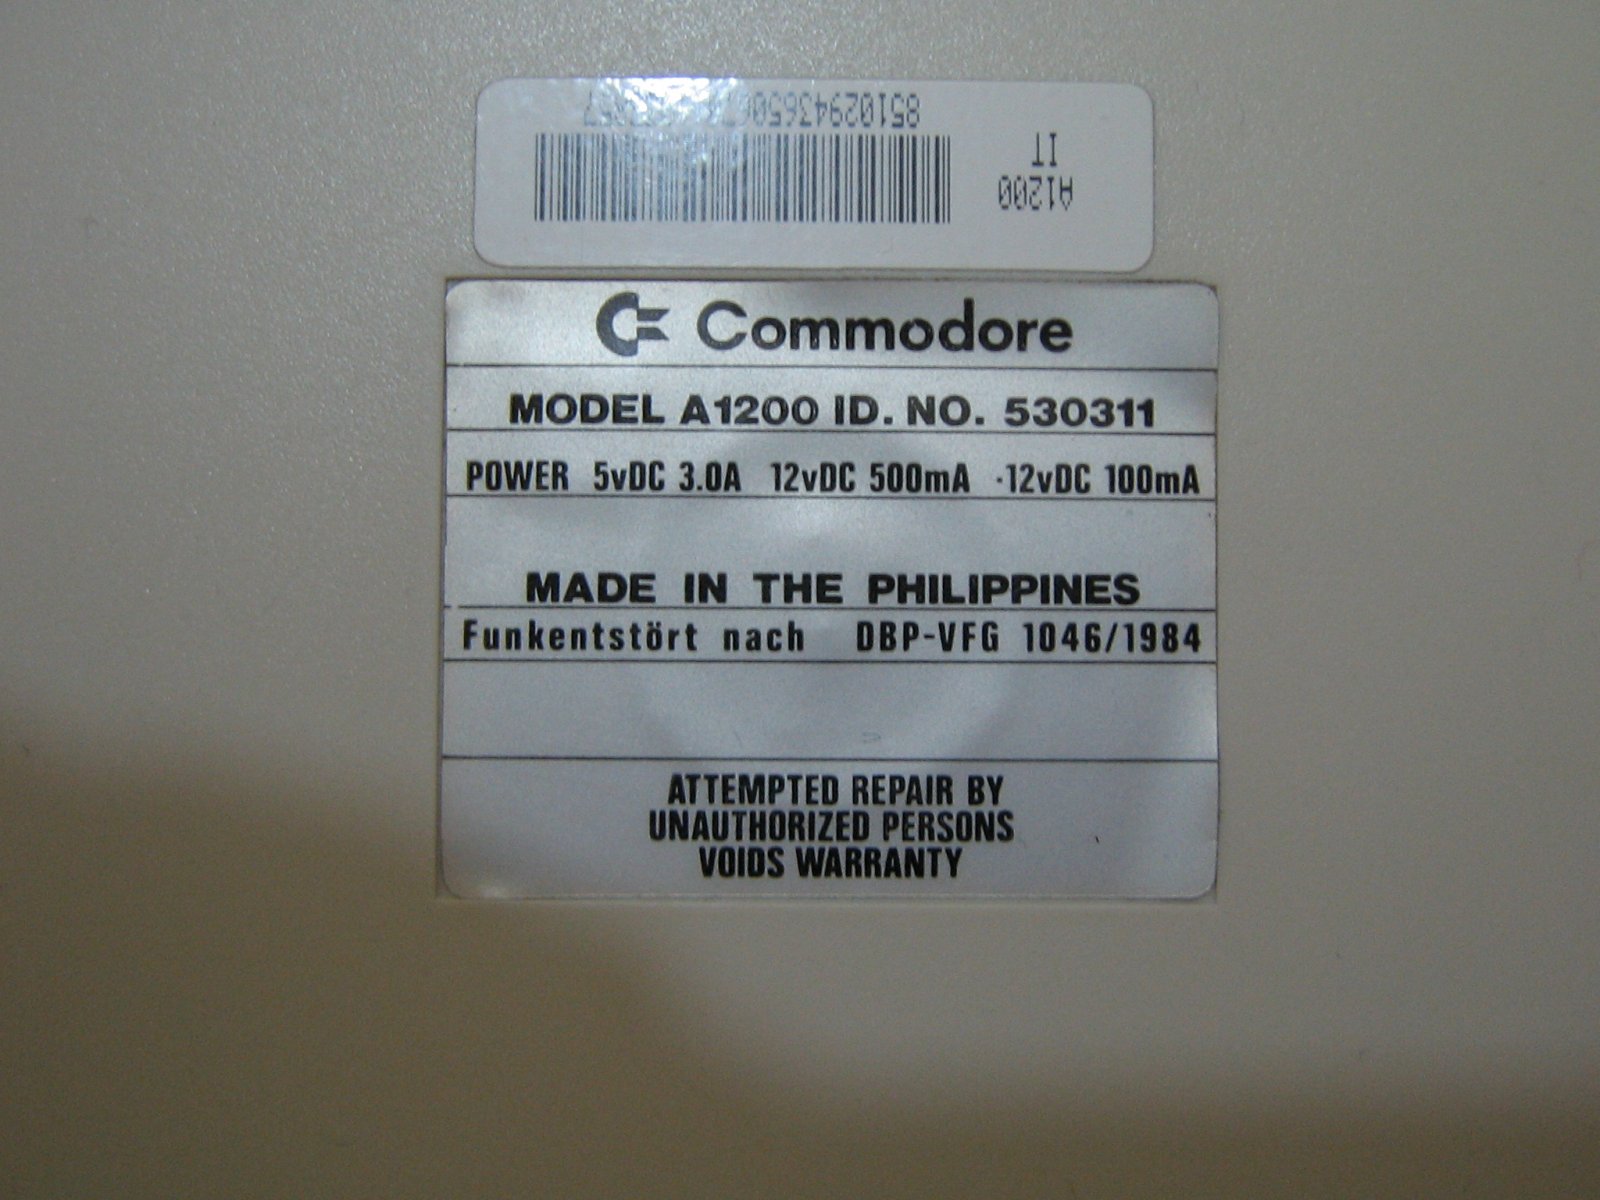 A1200
IT
Commodore
MODEL A1200 ID. NO. 530311
POWER 5vDC 3.0A 12vDC 500mA -12vDC 100mA
MADE IN THE PHILIPPINES
Funkentstört nach DBP-VFG 1046/1984
ATTEMPTED REPAIR BY
UNAUTHORIZED PERSONS
VOIDS WARRANTY